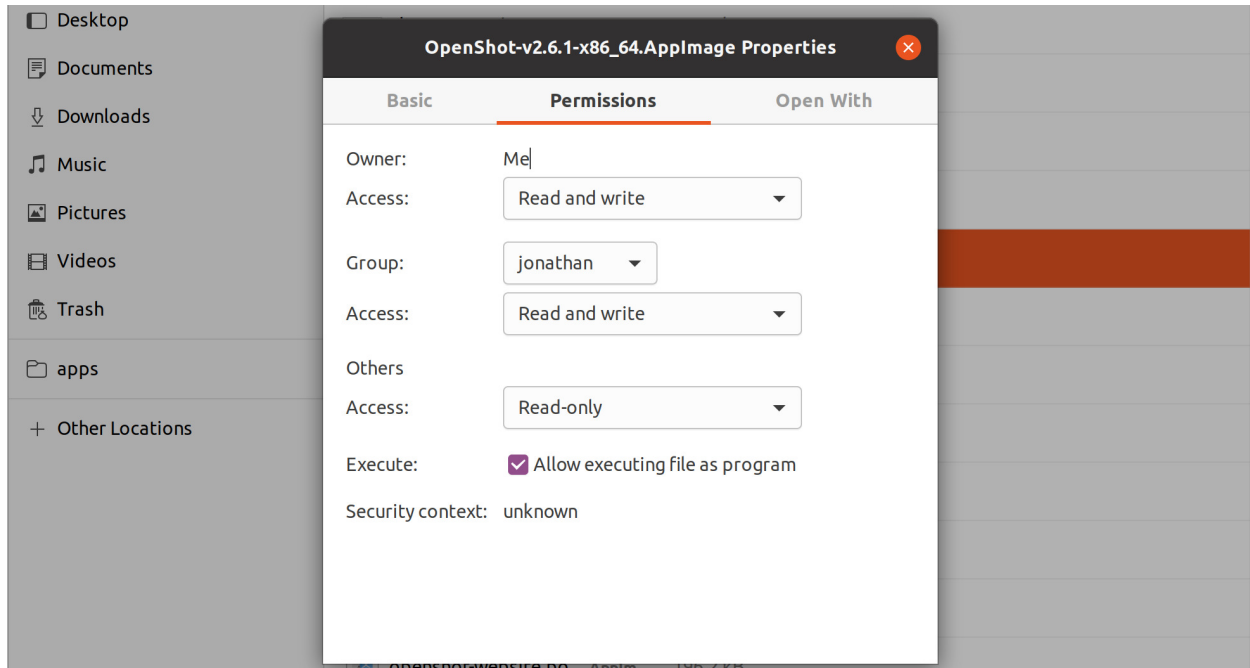 Desktop
Documents
Downloads
Music
Pictures
Videos
Trash
apps
+ Other Locations
OpenShot-v2.6.1-x86_64.AppImage Properties
Basic Permissions Open With
Owner: Me
Access: Read and write
Group: jonathan
Access: Read and write
Others
Access: Read-only
Execute: Allow executing file as program
Security context: unknown